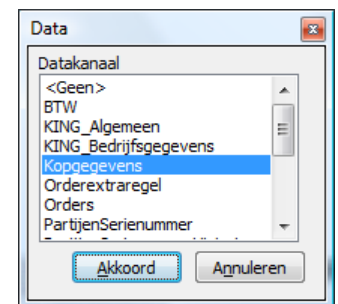 Data
Datakanaal
<Geen>
BTW
KING_Algemeen
KING_Bedrijfsgegevens
Kopgegevens
Orderextraregel
Orders
PartijenSerienummer
Akkoord
Annuleren